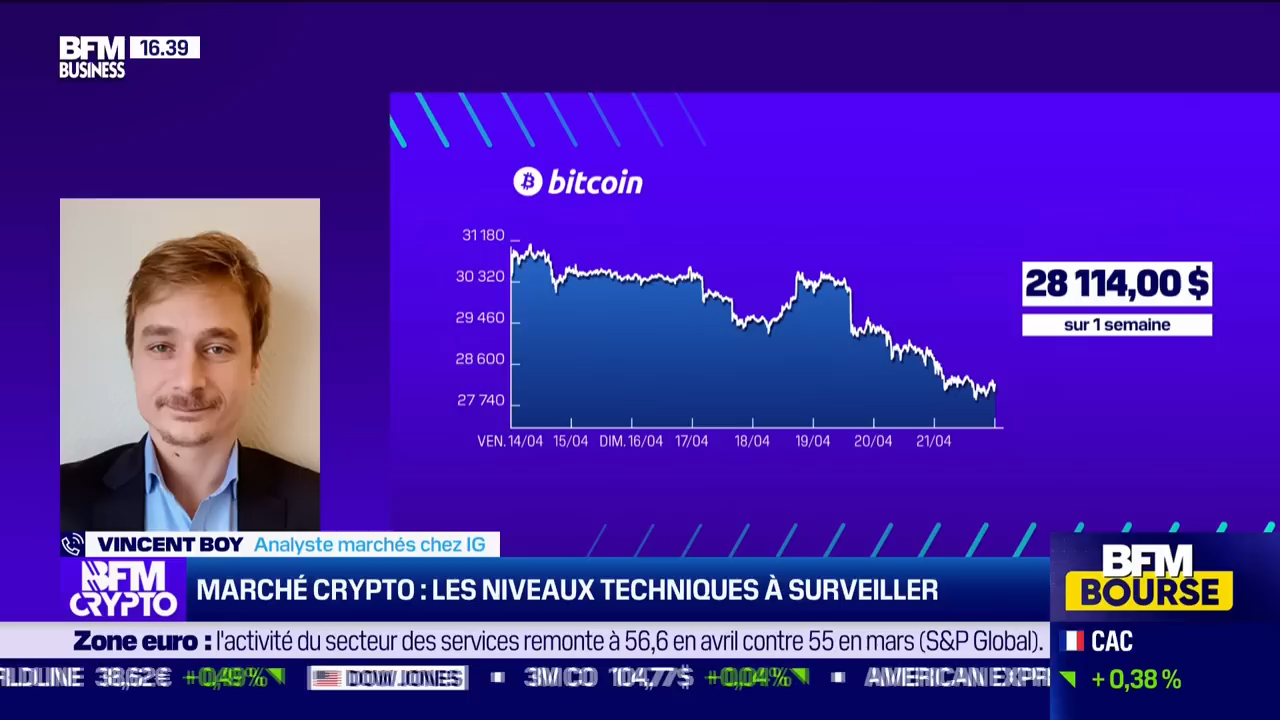 BFM
BUSINESS
16.39
bitcoin
31 180
30 320
29 460
28 600
27 740
VEN. 14/04 15/04 DIM. 16/04 17/04 18/04 19/04 20/04 21/04
28 114,00 $
sur 1 semaine
VINCENT BOY Analyste marchés chez IG
BFM
CRYPTO
MARCHÉ CRYPTO : LES NIVEAUX TECHNIQUES À SURVEILLER
BFM
BOURSE
Zone euro : l'activité du secteur des services remonte à 56,6 en avril contre 55 en mars (S&P Global).
CAC
+ 0,38 %
RLDLINE 38,62€ +0,49% DOW JONES 3M CO 104,77$ +0,04% AMERICAN EXPR